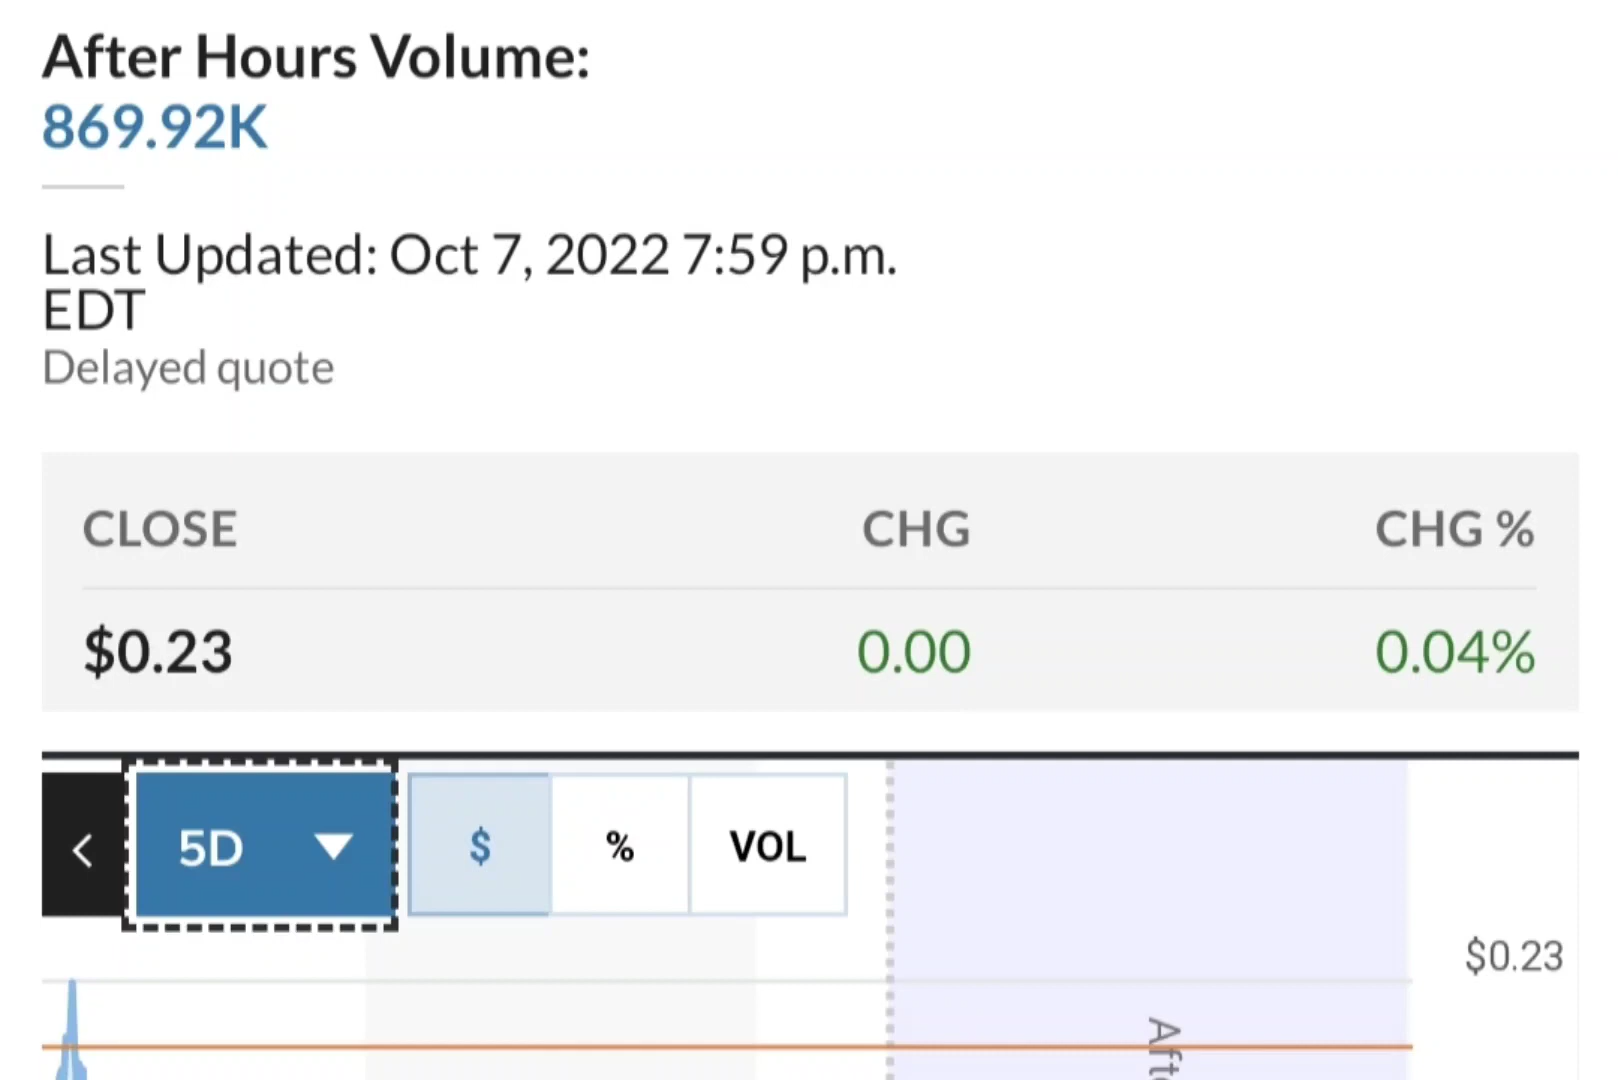 After Hours Volume:
869.92K
Last Updated: Oct 7, 2022 7:59 p.m.
EDT
Delayed quote
CLOSE CHG CHG %
$0.23 0.00 0.04%
5D $ % VOL
$0.23